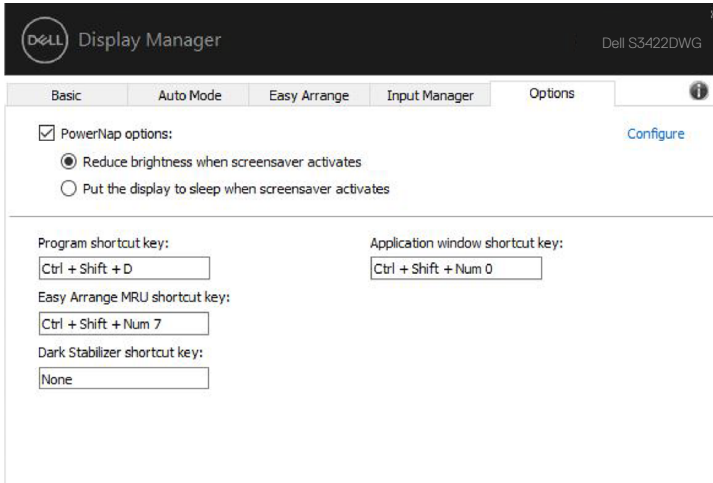 DELL Display Manager
Dell S3422DWG
Basic Auto Mode Easy Arrange Input Manager Options
PowerNap options: Configure
Reduce brightness when screensaver activates
Put the display to sleep when screensaver activates
Program shortcut key: Application window shortcut key:
Ctrl + Shift + D Ctrl + Shift + Num 0
Easy Arrange MRU shortcut key:
Ctrl + Shift + Num 7
Dark Stabilizer shortcut key:
None